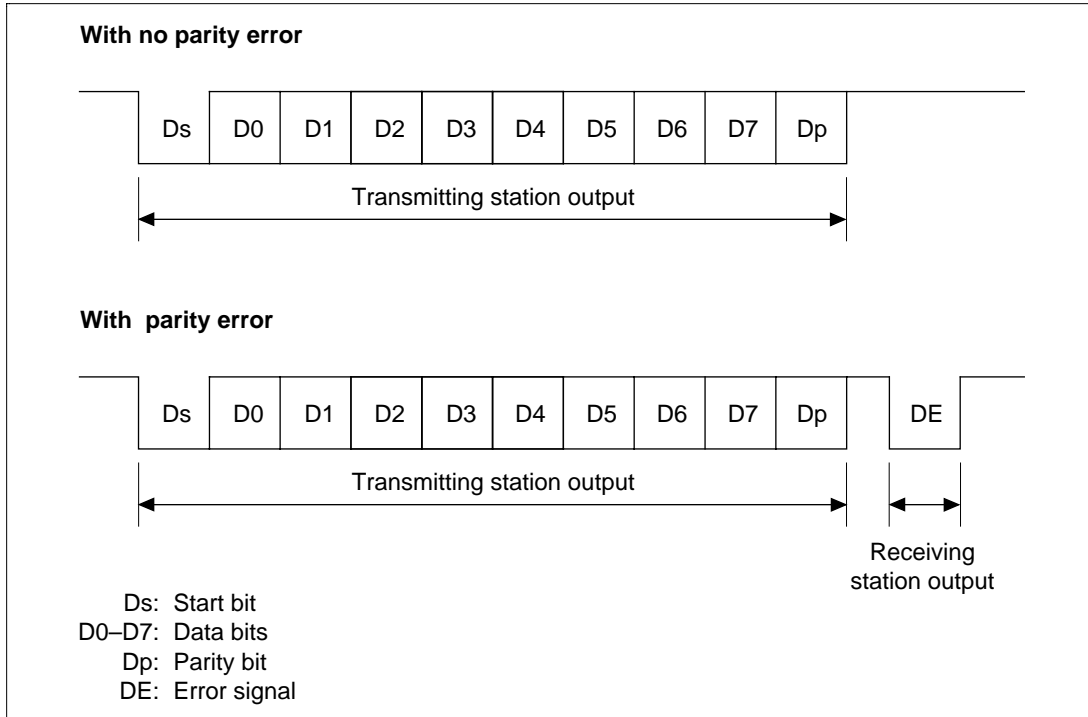 With no parity error
Ds D0 D1 D2 D3 D4 D5 D6 D7 Dp
Transmitting station output
With parity error
Ds D0 D1 D2 D3 D4 D5 D6 D7 Dp DE
Transmitting station output
Receiving
station output
Ds: Start bit
D0–D7: Data bits
Dp: Parity bit
DE: Error signal